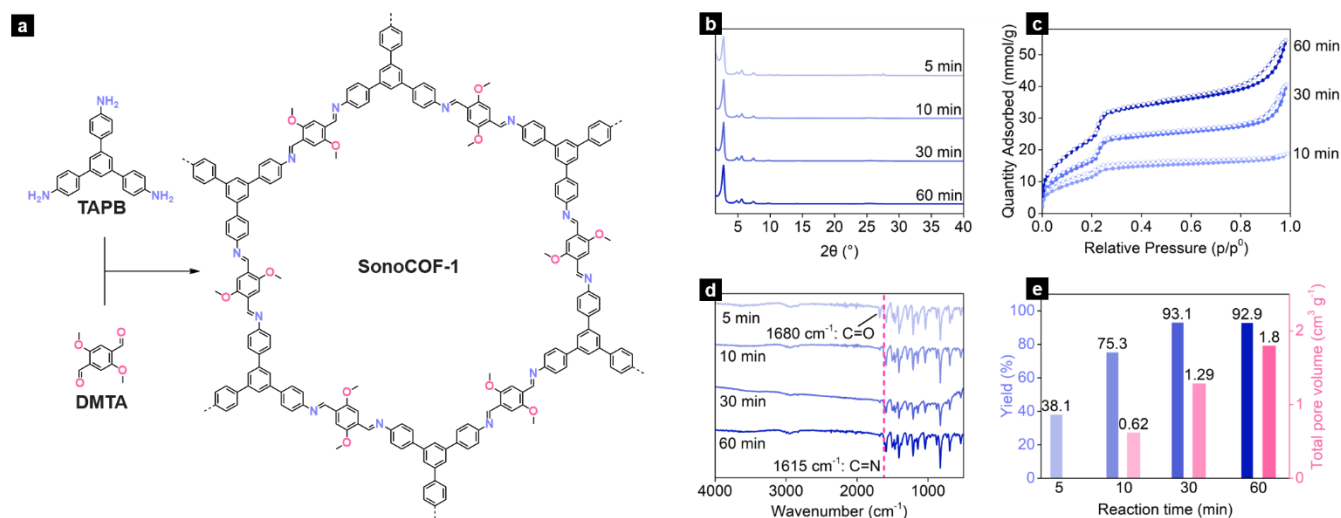 a
NH₂
H₂N
NH₂
TAPB
O
O
O
O
DMTA
SonoCOF-1
N
N
N
N
N
N
N
N
N
N
N
N
O
O
O
O
O
O
O
O
O
O
O
O
b
5 min
10 min
30 min
60 min
5 10 15 20 25 30 35 40
2θ (°)
c
Quantity Adsorbed (mmol/g)
60
50
40
30
20
10
0
0.0 0.2 0.4 0.6 0.8 1.0
Relative Pressure (p/p⁰)
60 min
30 min
10 min
d
5 min
1680 cm⁻¹: C=O
10 min
30 min
60 min
1615 cm⁻¹: C=N
4000 3000 2000 1000
Wavenumber (cm⁻¹)
e
Yield (%)
100
80
60
40
20
0
38.1
75.3
0.62
93.1
1.29
92.9
1.8
5 10 30 60
Reaction time (min)
2
1
0
Total pore volume (cm³ g⁻¹)